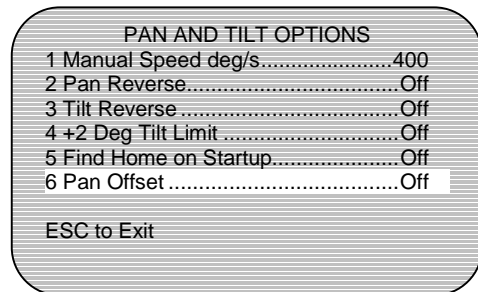 PAN AND TILT OPTIONS
1 Manual Speed deg/s......................400
2 Pan Reverse...................................Off
3 Tilt Reverse ....................................Off
4 +2 Deg Tilt Limit .............................Off
5 Find Home on Startup.....................Off
6 Pan Offset ......................................Off
ESC to Exit